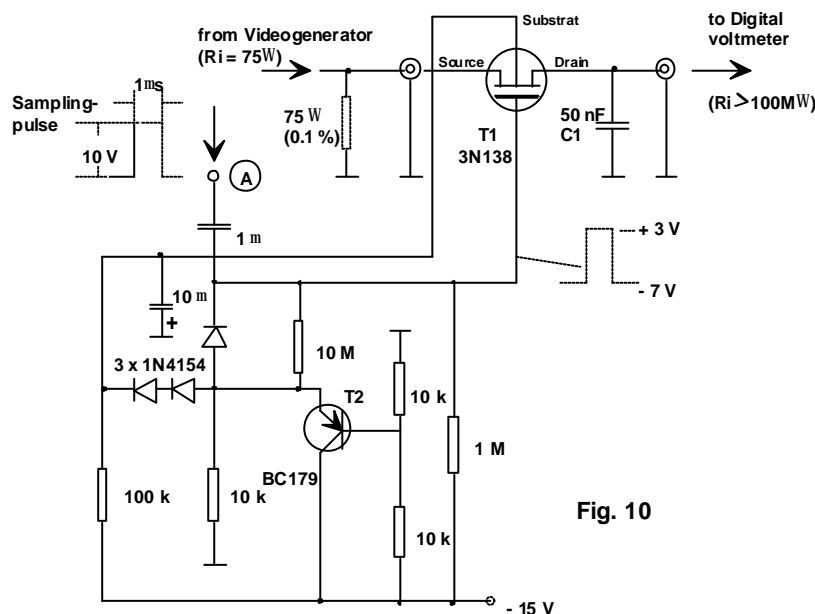 from Videogenerator
(Ri = 75W)
Substrat
to Digital
voltmeter
1ms
Source
Drain
Sampling-
pulse
10 V
75 W
(0.1 %)
T1
3N138
50 nF
C1
(Ri > 100MW)
A
1 m
+ 3 V
- 7 V
10 m
+
10 M
3 x 1N4154
T2
10 k
1 M
BC179
100 k
10 k
10 k
Fig. 10
- 15 V